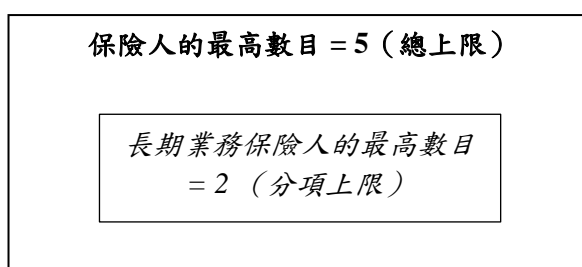 保險人的最高數目 = 5（總上限）
長期業務保險人的最高數目
= 2 （分項上限）